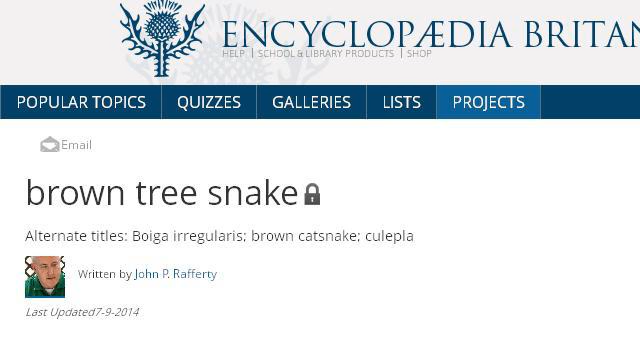 ENCYCLOPÆDIA BRITAN
HELP | SCHOOL & LIBRARY PRODUCTS | SHOP
POPULAR TOPICS QUIZZES GALLERIES LISTS PROJECTS
Email
brown tree snake
Alternate titles: Boiga irregularis; brown catsnake; culepla
Written by John P. Rafferty
Last Updated7-9-2014